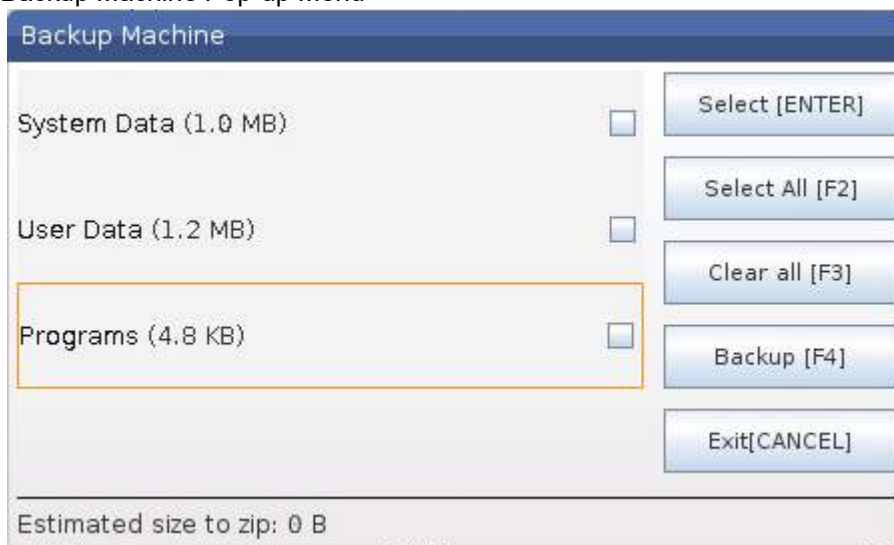 Backup Machine
System Data (1.0 MB)
Select [ENTER]
Select All [F2]
User Data (1.2 MB)
Clear all [F3]
Programs (4.8 KB)
Backup [F4]
Exit[CANCEL]
Estimated size to zip: 0 B